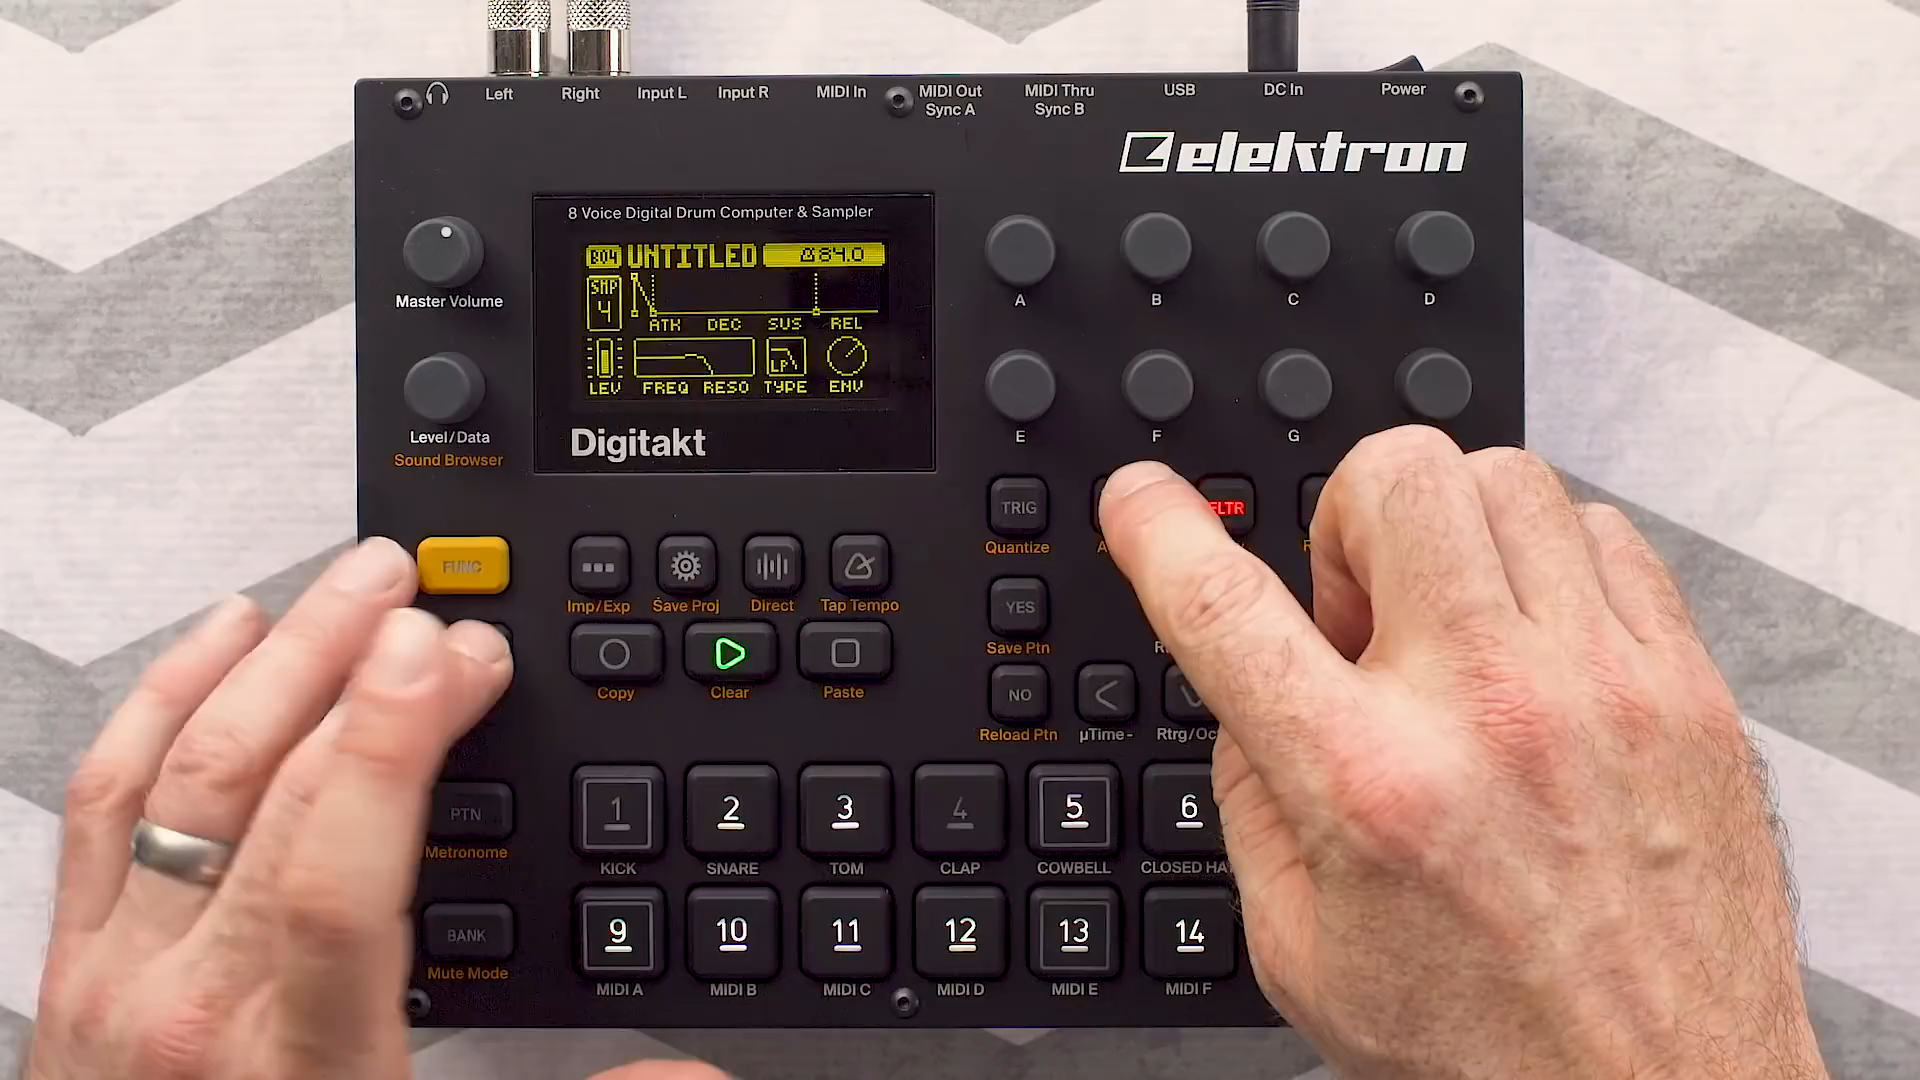 Left
Right
Input L
Input R
MIDI In
MIDI Out
Sync A
MIDI Thru
Sync B
USB
DC In
Power
elektron
8 Voice Digital Drum Computer & Sampler
B04 UNTITLED 84.0
SMP
4
ATK DEC SUS REL
LP
LEV FREQ RESO TYPE ENV
Digitakt
Master Volume
Level/Data
Sound Browser
A
B
C
D
E
F
G
TRIG
FLTR
Quantize
FUNC
Imp/Exp
Save Proj
Direct
Tap Tempo
YES
Save Ptn
Copy
Clear
Paste
NO
Reload Ptn
µTime-
Rtrg/Oc
PTN
Metronome
1
2
3
4
5
6
KICK
SNARE
TOM
CLAP
COWBELL
CLOSED HA
BANK
Mute Mode
9
10
11
12
13
14
MIDI A
MIDI B
MIDI C
MIDI D
MIDI E
MIDI F